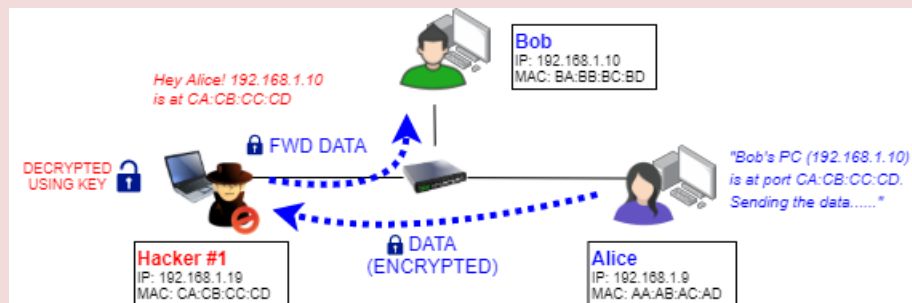 Bob
IP: 192.168.1.10
MAC: BA:BB:BC:BD
Hey Alice! 192.168.1.10
is at CA:CB:CC:CD
FWD DATA
DECRYPTED
USING KEY
"Bob's PC (192.168.1.10)
is at port CA:CB:CC:CD.
Sending the data......"
DATA
(ENCRYPTED)
Hacker #1
IP: 192.168.1.19
MAC: CA:CB:CC:CD
Alice
IP: 192.168.1.9
MAC: AA:AB:AC:AD